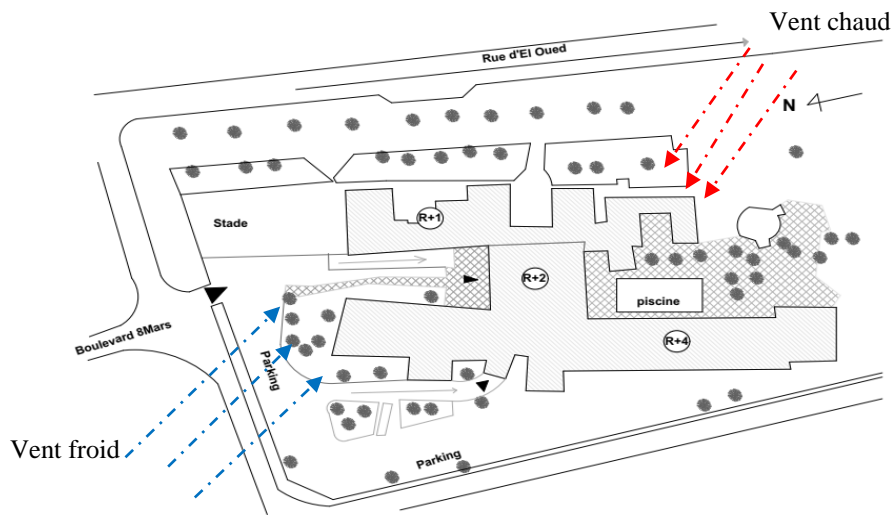 Vent chaud
Rue d'El Oued
N
Stade
R+1
R+2
piscine
Boulevard 8Mars
Parking
R+4
Vent froid
Parking